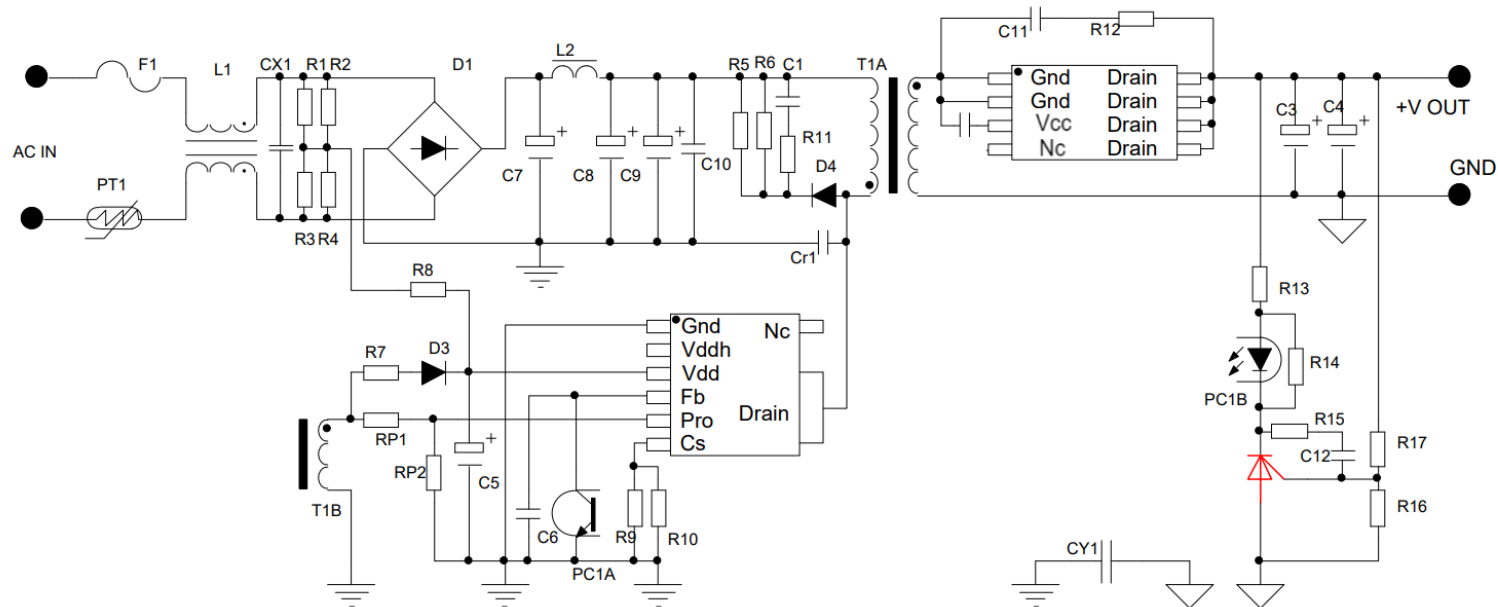 F1
L1
CX1
R1
R2
D1
L2
R5
R6
C1
T1A
C11
R12
Gnd
Drain
Gnd
Drain
Vcc
Drain
Nc
Drain
C3
+
C4
+
+V OUT
AC IN
PT1
C7
+
C8
+
C9
+
C10
R11
D4
GND
R3
R4
Cr1
R8
R7
D3
Gnd
Nc
Vddh
Vdd
Fb
Pro
Drain
Cs
R13
R14
PC1B
R15
C12
R17
R16
RP1
RP2
T1B
C5
+
C6
PC1A
R9
R10
CY1